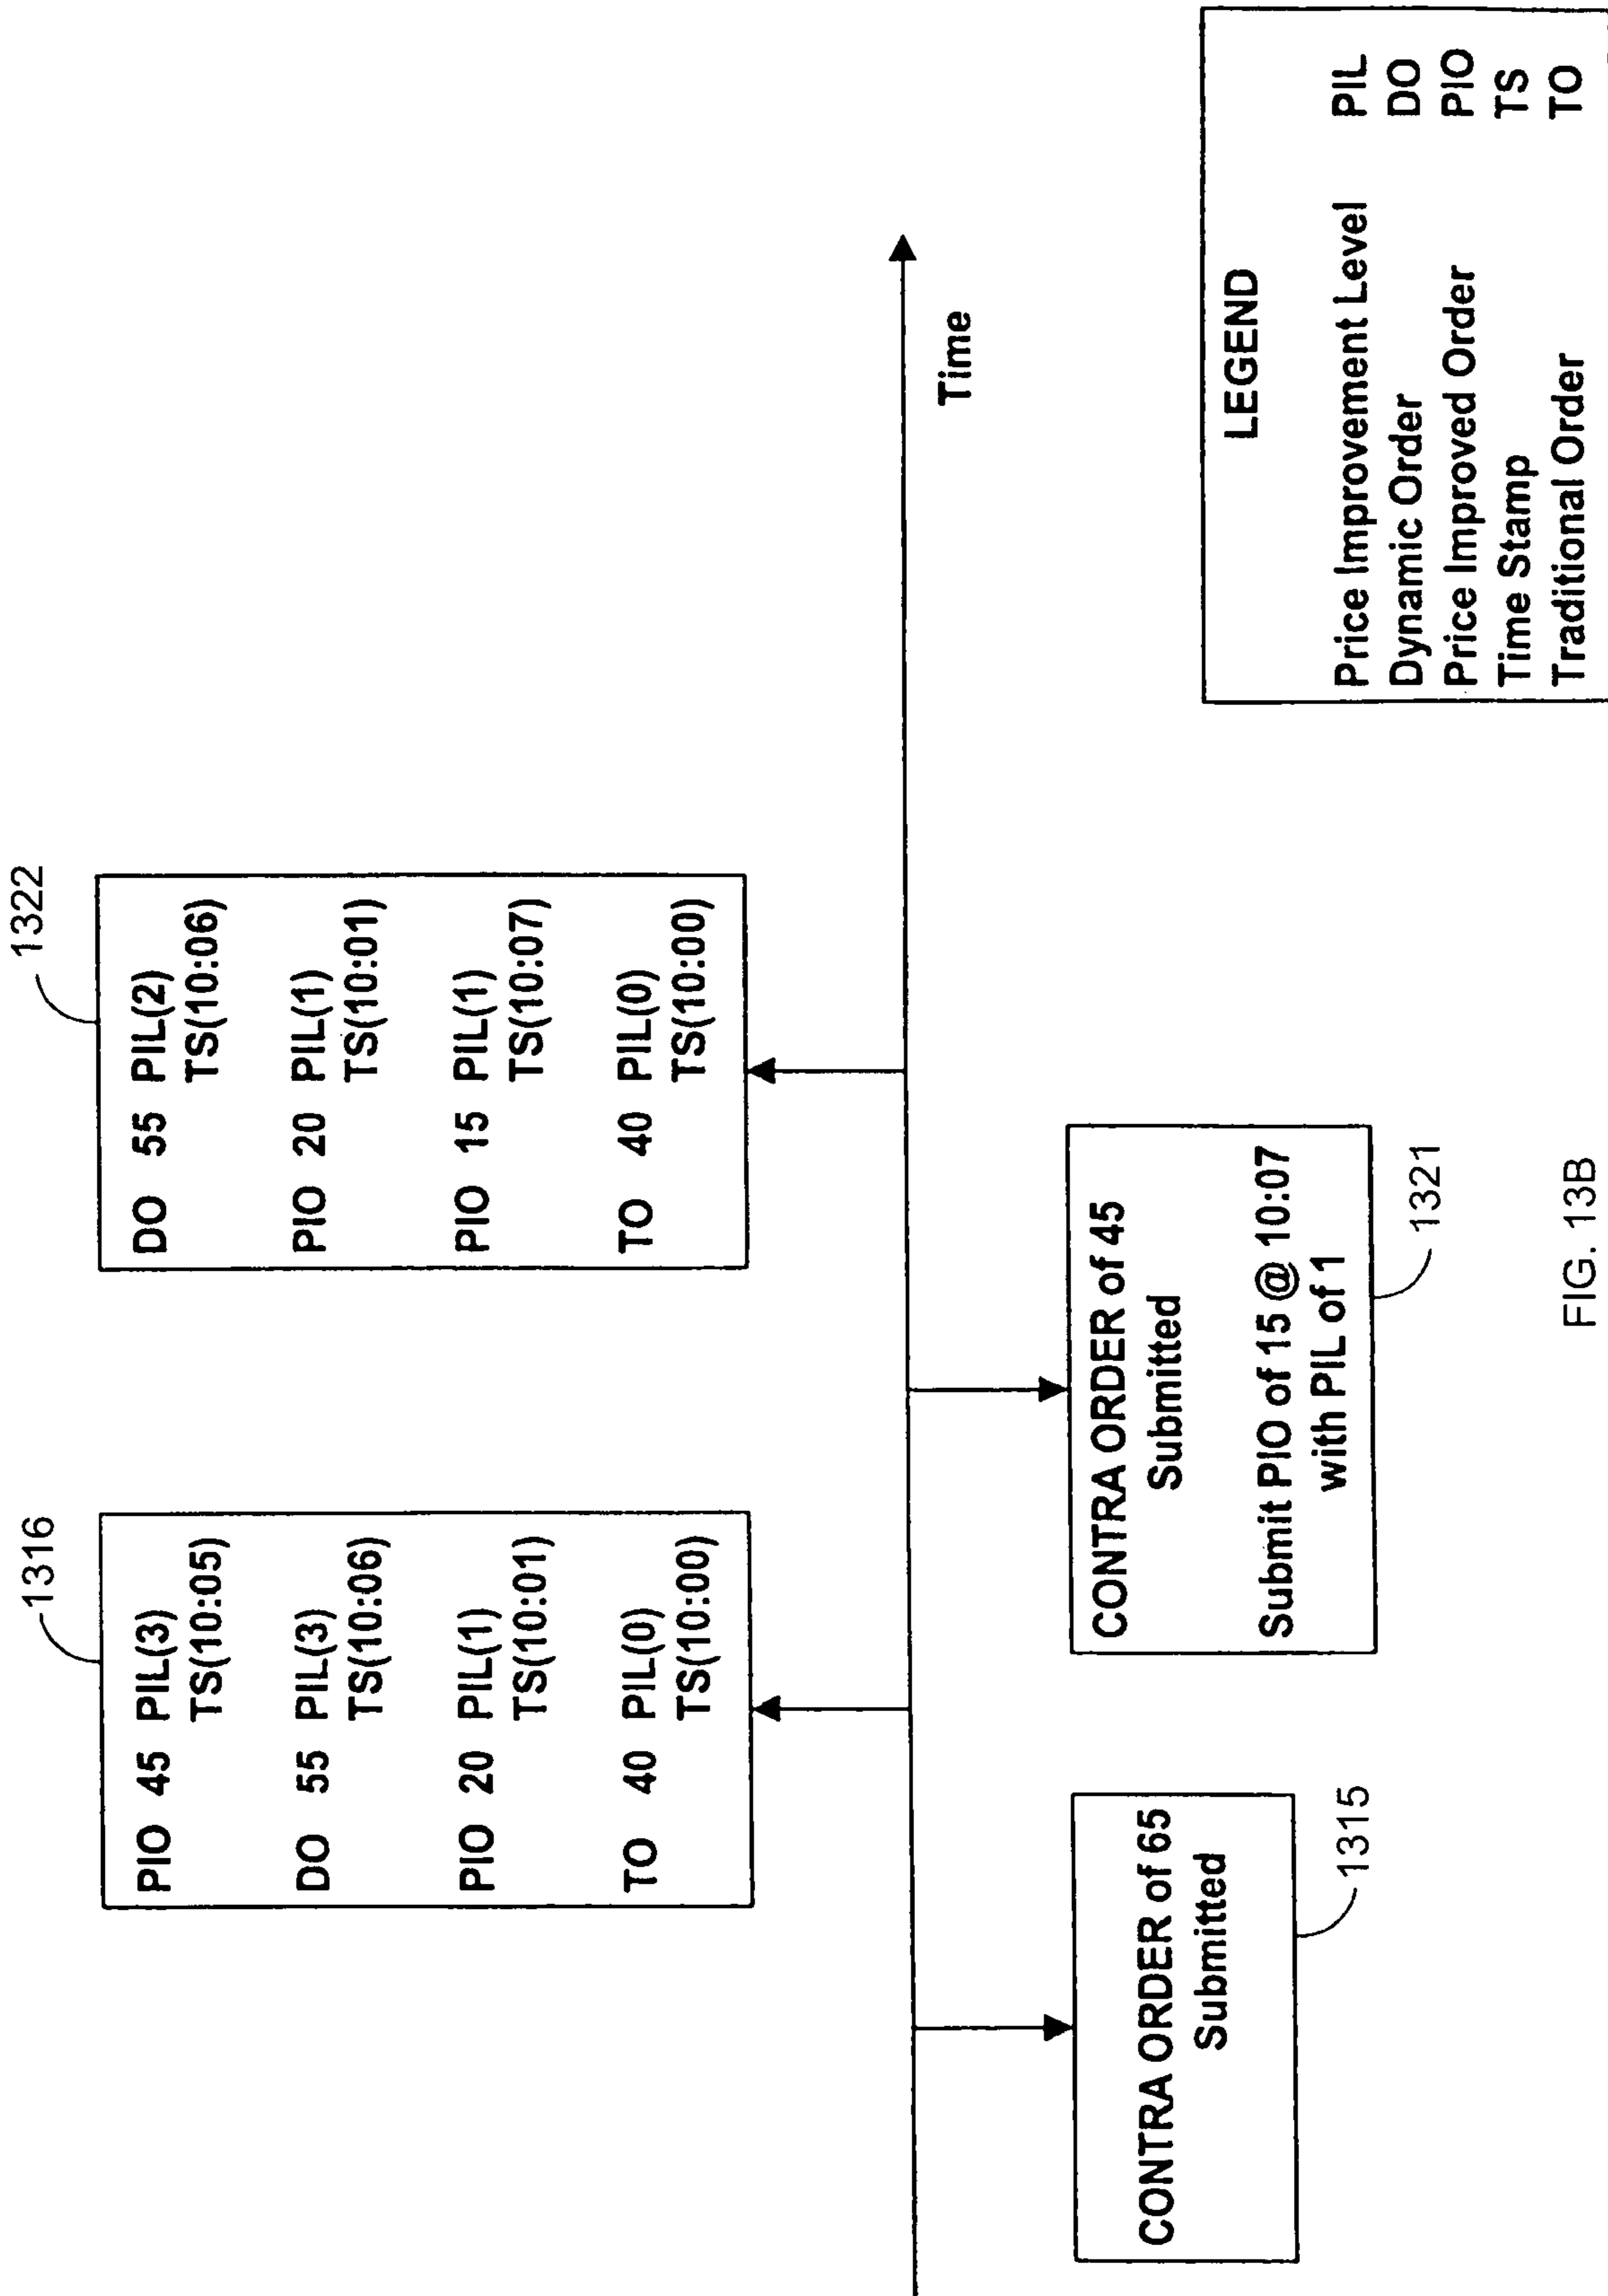 1316
PIO 45 PIL(3)
TS(10:05)
DO 55 PIL(3)
TS(10:06)
PIO 20 PIL(1)
TS(10:01)
TO 40 PIL(0)
TS(10:00)
1322
DO 55 PIL(2)
TS(10:06)
PIO 20 PIL(1)
TS(10:01)
PIO 15 PIL(1)
TS(10:07)
TO 40 PIL(0)
TS(10:00)
Time
CONTRA ORDER of 65
Submitted
1315
CONTRA ORDER of 45
Submitted
Submit PIO of 15 @ 10:07
with PIL of 1
1321
LEGEND
Price Improvement Level PIL
Dynamic Order DO
Price Improved Order PIO
Time Stamp TS
Traditional Order TO
FIG. 13B